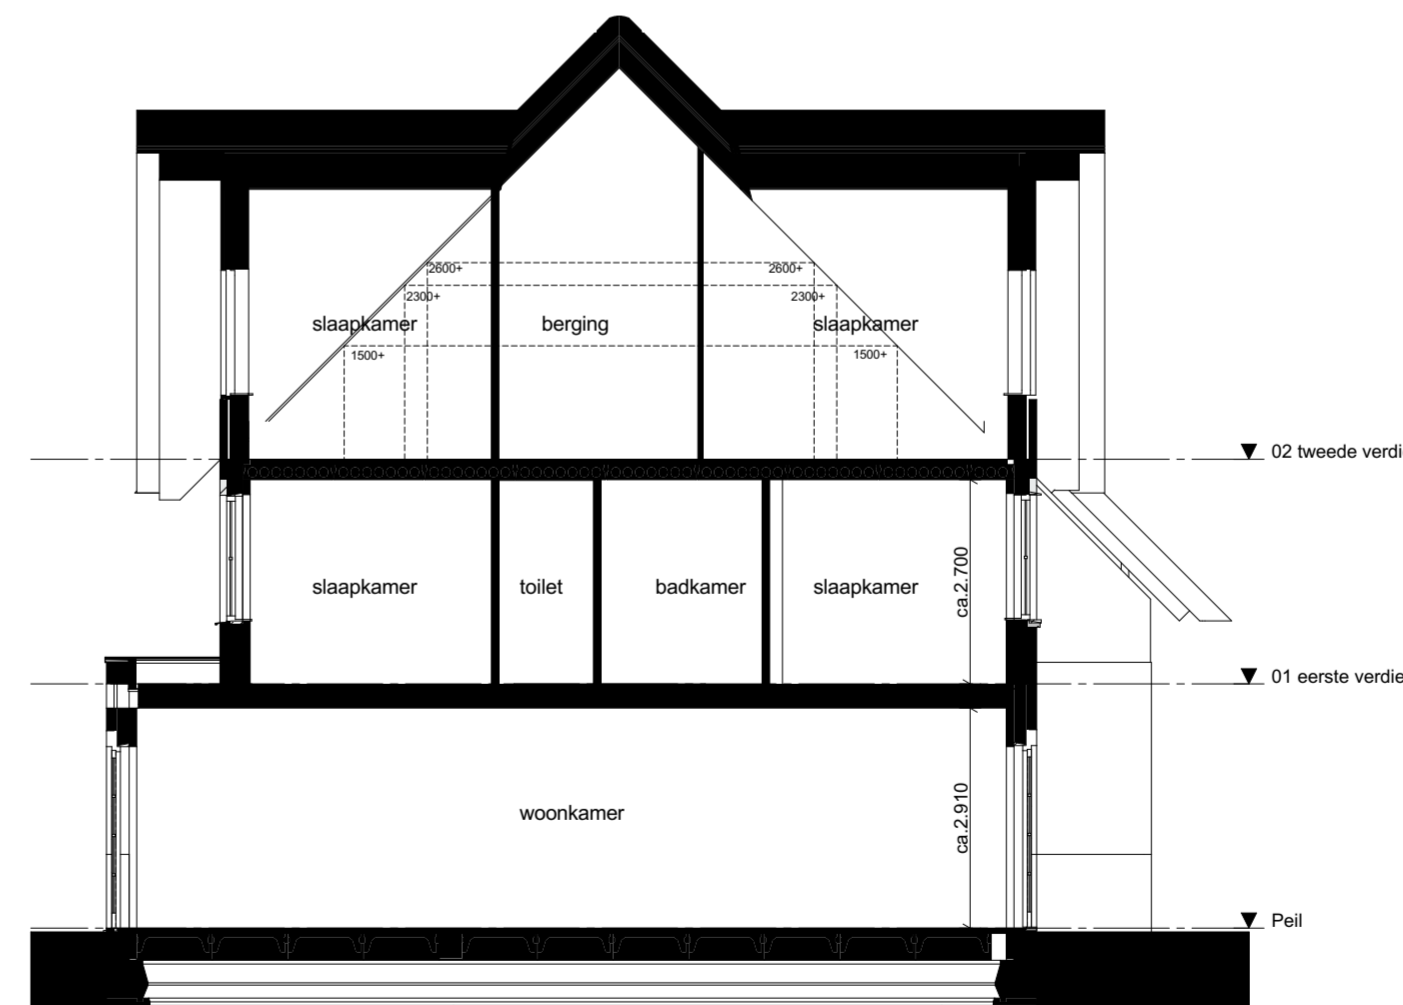 2600+ 2600+
2300+ 2300+
slaapkamer berging slaapkamer
1500+ 1500+
02 tweede verdi
slaapkamer toilet badkamer slaapkamer ca.2.700
01 eerste verdie
woonkamer ca.2.910
Peil